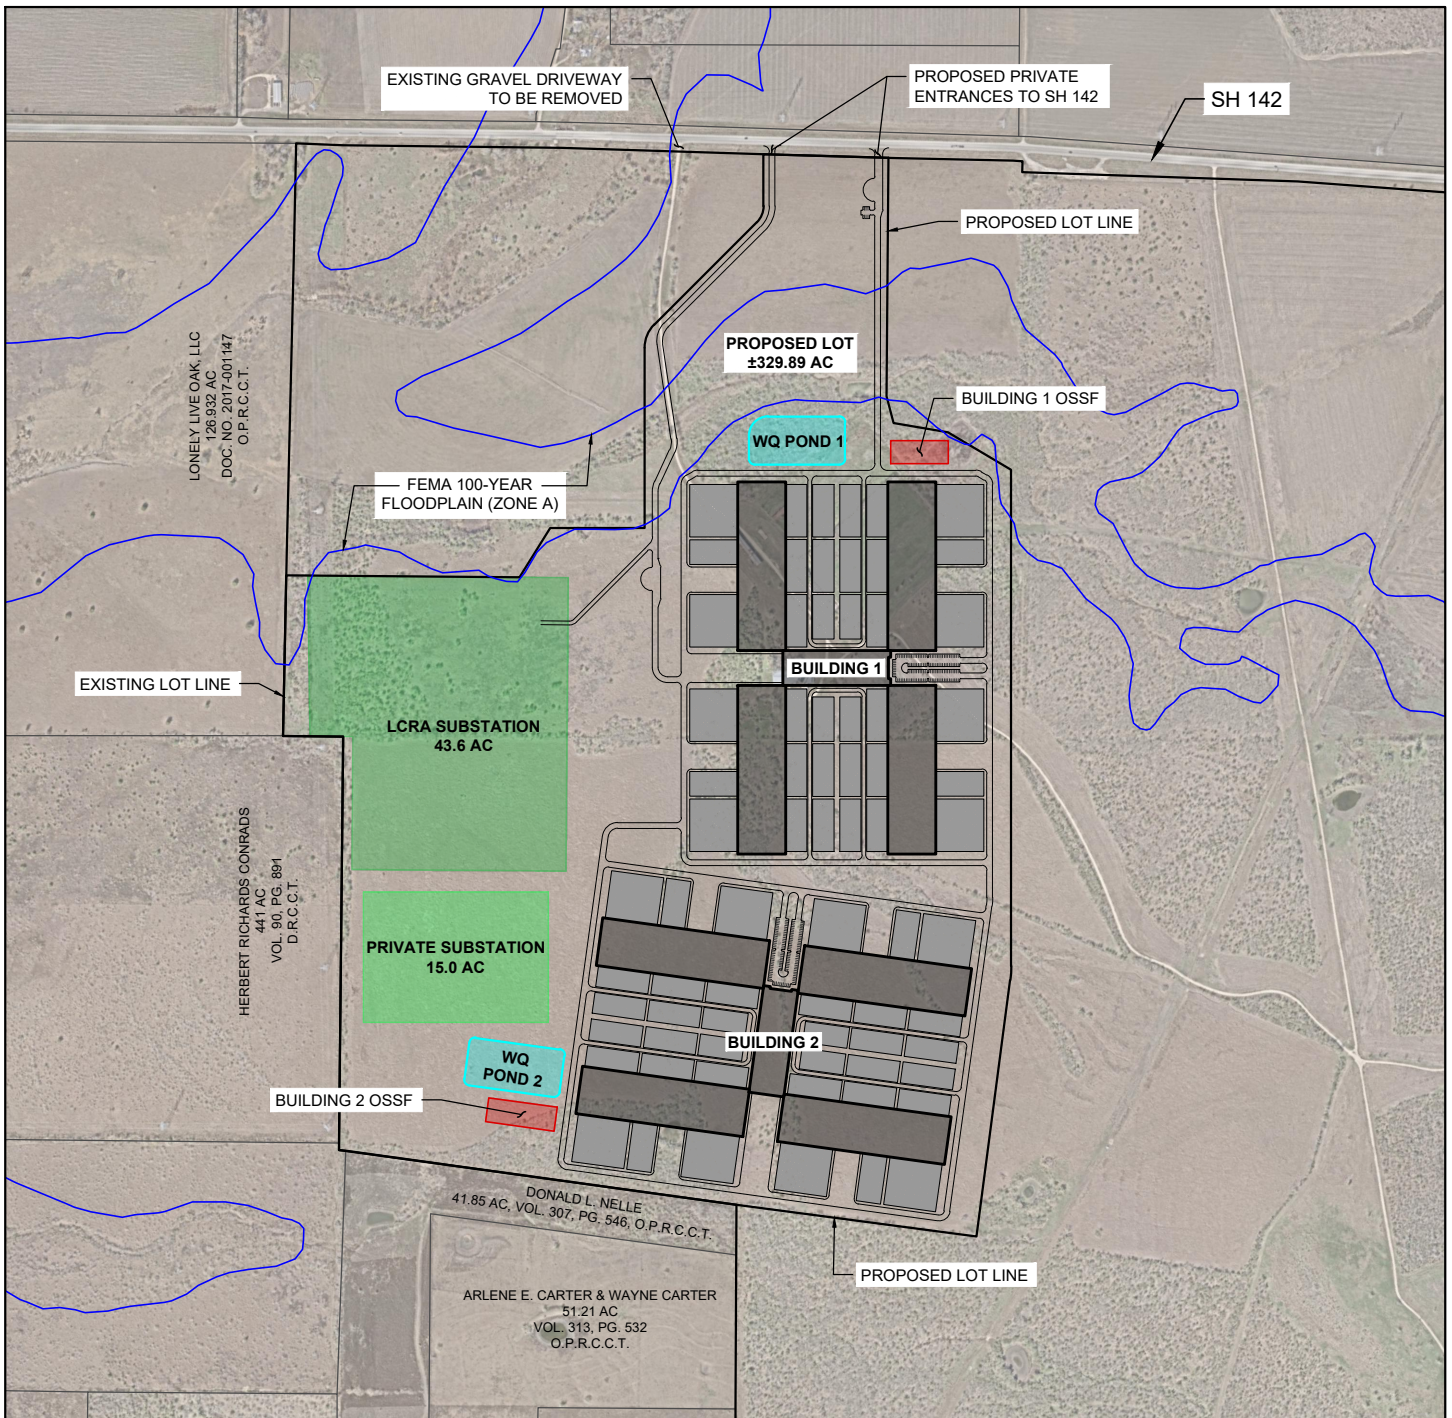 EXISTING GRAVEL DRIVEWAY
TO BE REMOVED
PROPOSED PRIVATE
ENTRANCES TO SH 142
SH 142
PROPOSED LOT LINE
LONELY LIVE OAK, LLC
126.932 AC
DOC. NO. 2017-001147
O.P.R.C.C.T.
PROPOSED LOT
±329.89 AC
BUILDING 1 OSSF
WQ POND 1
FEMA 100-YEAR
FLOODPLAIN (ZONE A)
BUILDING 1
EXISTING LOT LINE
LCRA SUBSTATION
43.6 AC
HERBERT RICHARDS CONRADS
441 AC
VOL. 90, PG. 891
D.R.C.C.T.
PRIVATE SUBSTATION
15.0 AC
BUILDING 2
WQ
POND 2
BUILDING 2 OSSF
DONALD L. NELLE
41.85 AC, VOL. 307, PG. 546, O.P.R.C.C.T.
PROPOSED LOT LINE
ARLENE E. CARTER & WAYNE CARTER
51.21 AC
VOL. 313, PG. 532
O.P.R.C.C.T.